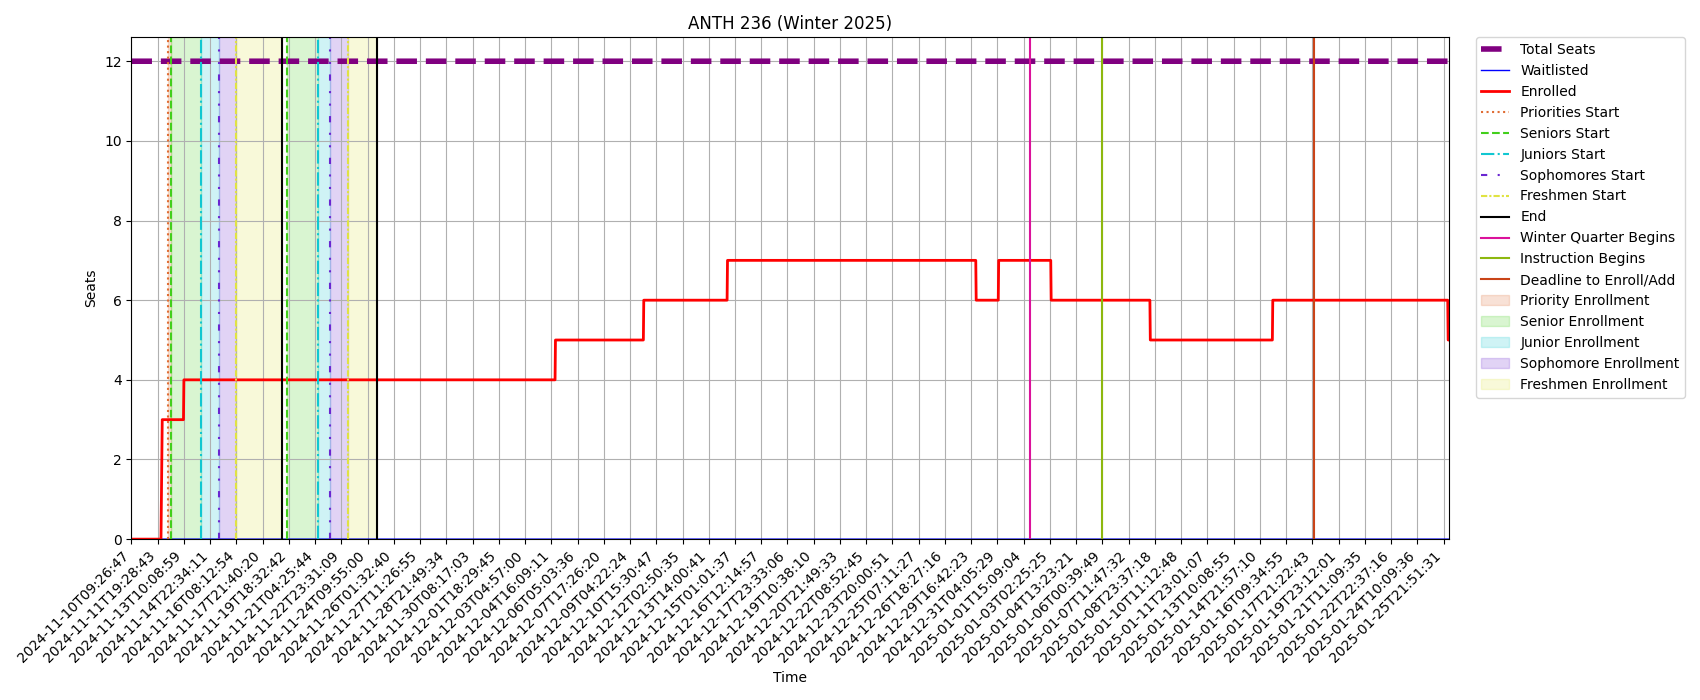 ANTH 236 (Winter 2025)
Seats
12
10
8
6
4
2
0
2024-11-10T09:26:47
2024-11-11T19:28:43
2024-11-13T10:08:59
2024-11-14T22:34:11
2024-11-16T08:12:54
2024-11-17T21:40:20
2024-11-19T18:32:42
2024-11-21T04:25:44
2024-11-22T23:31:09
2024-11-24T09:55:00
2024-11-26T01:32:40
2024-11-27T11:26:55
2024-11-28T21:49:34
2024-11-30T08:17:03
2024-12-01T18:29:45
2024-12-03T04:57:00
2024-12-04T16:09:11
2024-12-06T05:03:36
2024-12-07T17:26:20
2024-12-09T04:22:24
2024-12-10T15:30:47
2024-12-12T02:50:35
2024-12-13T14:00:41
2024-12-15T01:01:37
2024-12-16T12:14:57
2024-12-17T23:33:06
2024-12-19T10:38:10
2024-12-20T21:49:33
2024-12-22T08:52:45
2024-12-23T20:00:51
2024-12-25T07:11:27
2024-12-26T18:27:16
2024-12-29T16:42:23
2024-12-31T04:05:29
2025-01-01T15:09:04
2025-01-03T02:25:25
2025-01-04T13:23:21
2025-01-06T00:39:49
2025-01-07T11:47:32
2025-01-08T23:37:18
2025-01-10T11:12:48
2025-01-11T23:01:07
2025-01-13T10:08:55
2025-01-14T21:57:10
2025-01-16T09:34:55
2025-01-17T21:22:43
2025-01-19T23:12:01
2025-01-21T11:09:35
2025-01-22T22:37:16
2025-01-24T10:09:36
2025-01-25T21:51:31
Time
Total Seats
Waitlisted
Enrolled
Priorities Start
Seniors Start
Juniors Start
Sophomores Start
Freshmen Start
End
Winter Quarter Begins
Instruction Begins
Deadline to Enroll/Add
Priority Enrollment
Senior Enrollment
Junior Enrollment
Sophomore Enrollment
Freshmen Enrollment